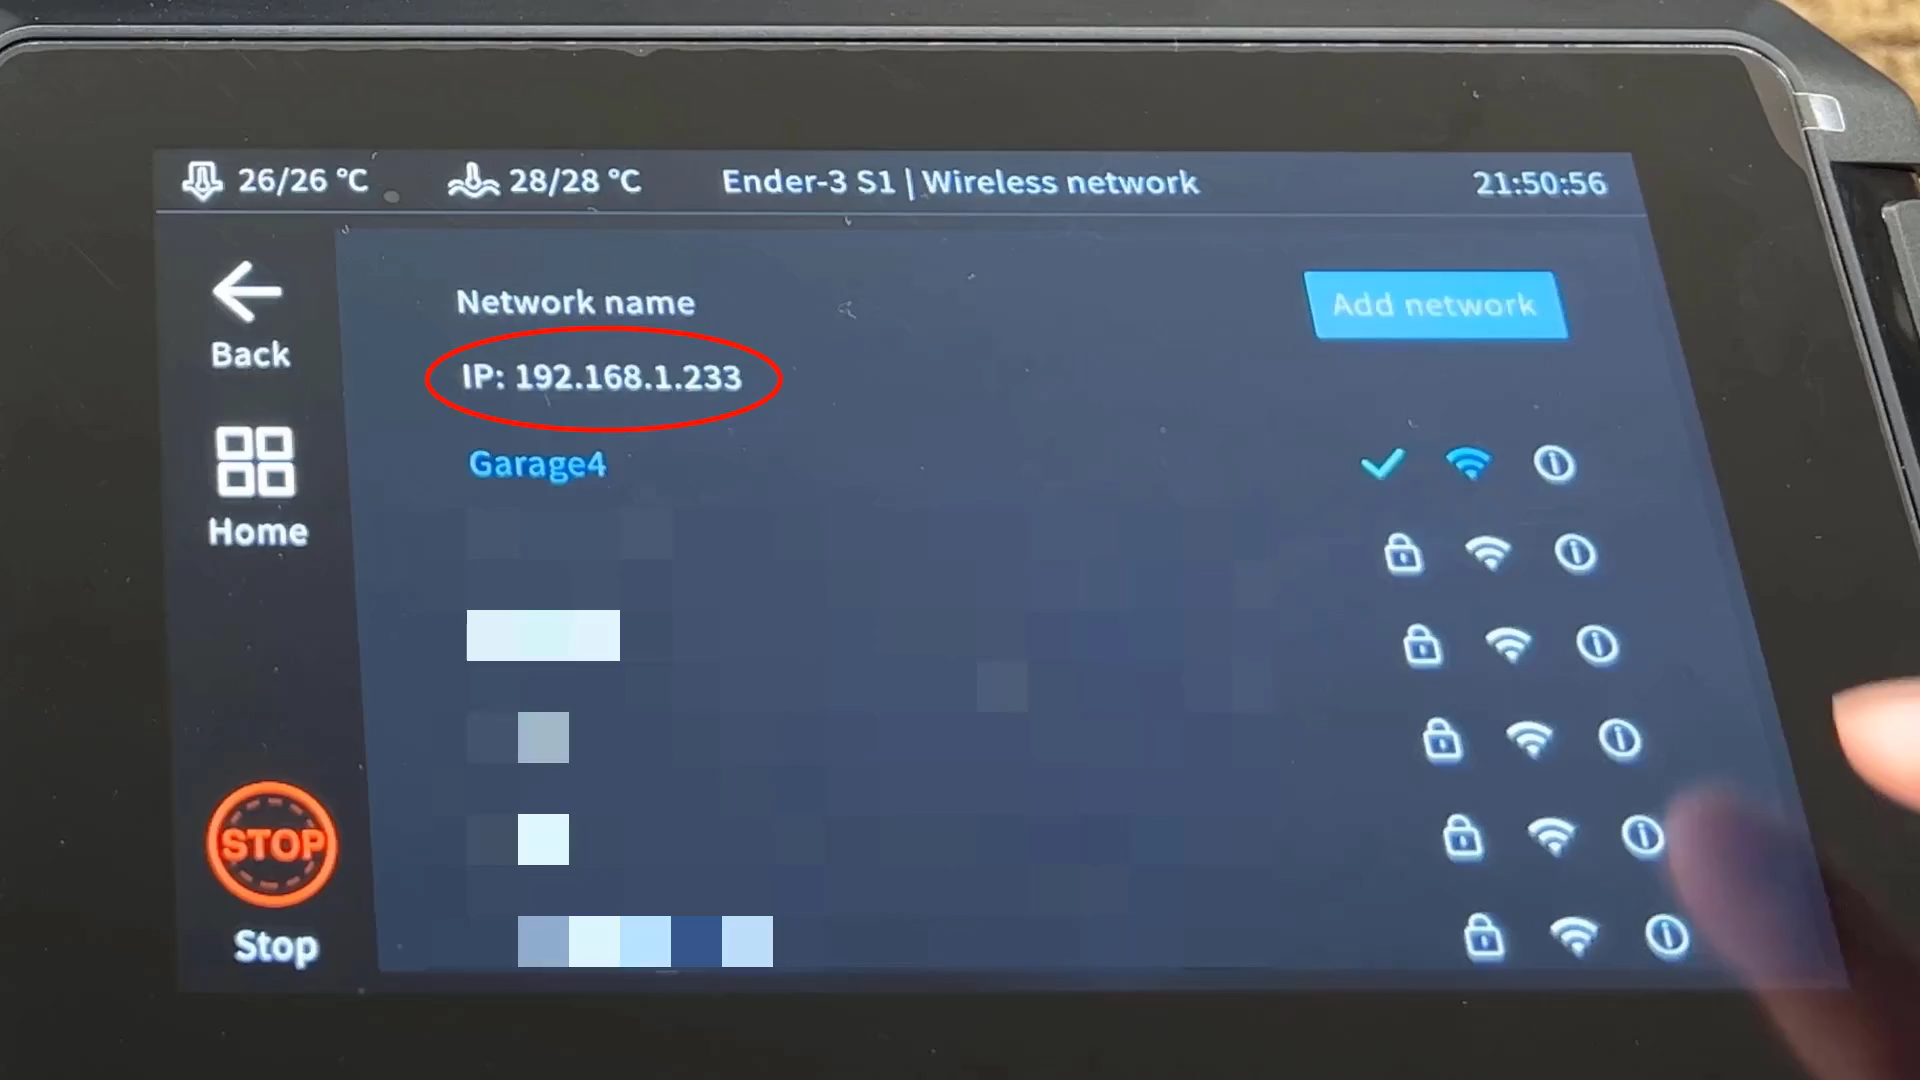 26/26 °C 28/28 °C Ender-3 S1 | Wireless network 21:50:56
Back
Home
STOP
Stop
Network name
Add network
IP: 192.168.1.233
Garage4